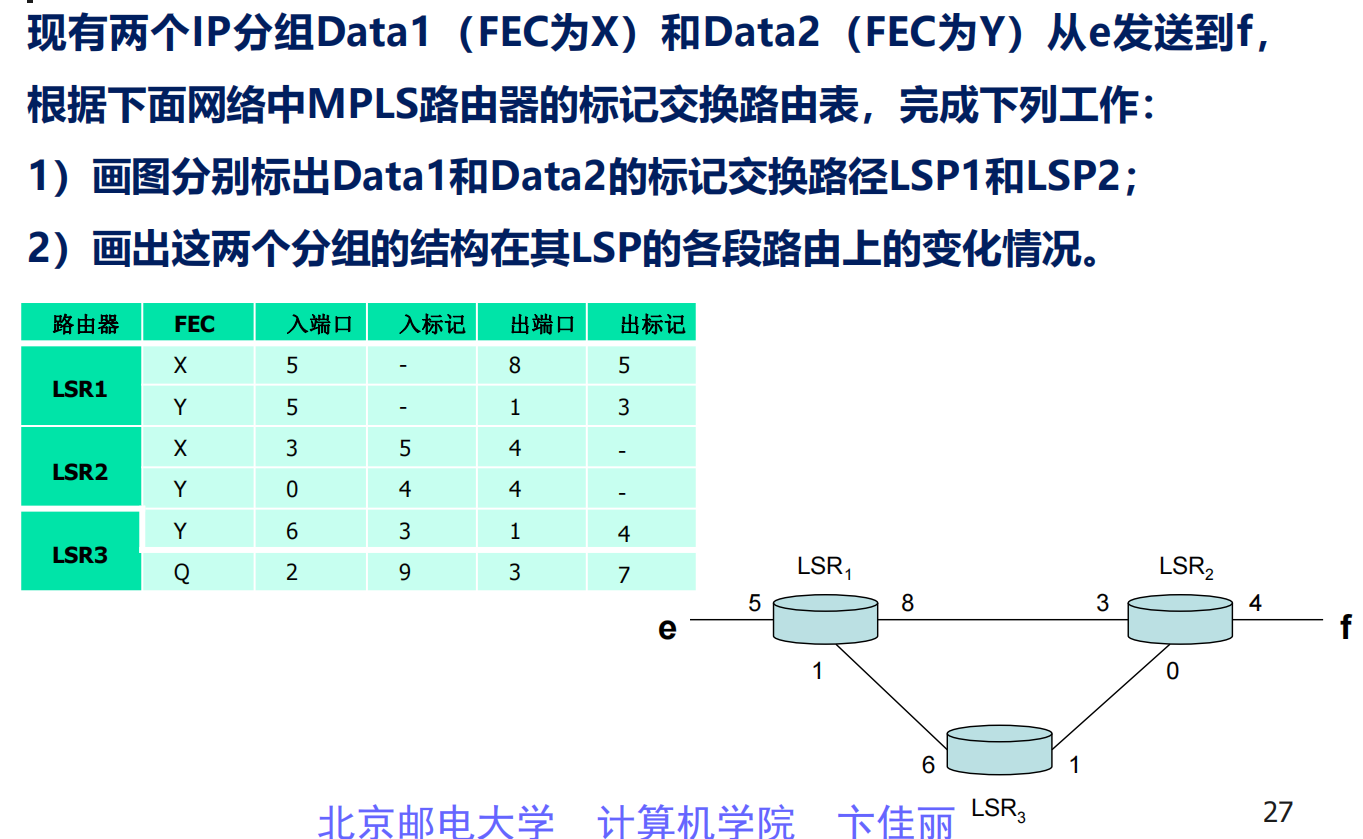 现有两个IP分组Data1（FEC为X）和Data2（FEC为Y）从e发送到f，
根据下面网络中MPLS路由器的标记交换路由表，完成下列工作：
1）画图分别标出Data1和Data2的标记交换路径LSP1和LSP2；
2）画出这两个分组的结构在其LSP的各段路由上的变化情况。
路由器 FEC 入端口 入标记 出端口 出标记
LSR1 X 5 - 8 5
Y 5 - 1 3
LSR2 X 3 5 4 -
Y 0 4 4 -
LSR3 Y 6 3 1 4
Q 2 9 3 7
LSR1 LSR2
5 8 3 4
e f
1 0
6 1
LSR3
北京邮电大学 计算机学院 卞佳丽
27